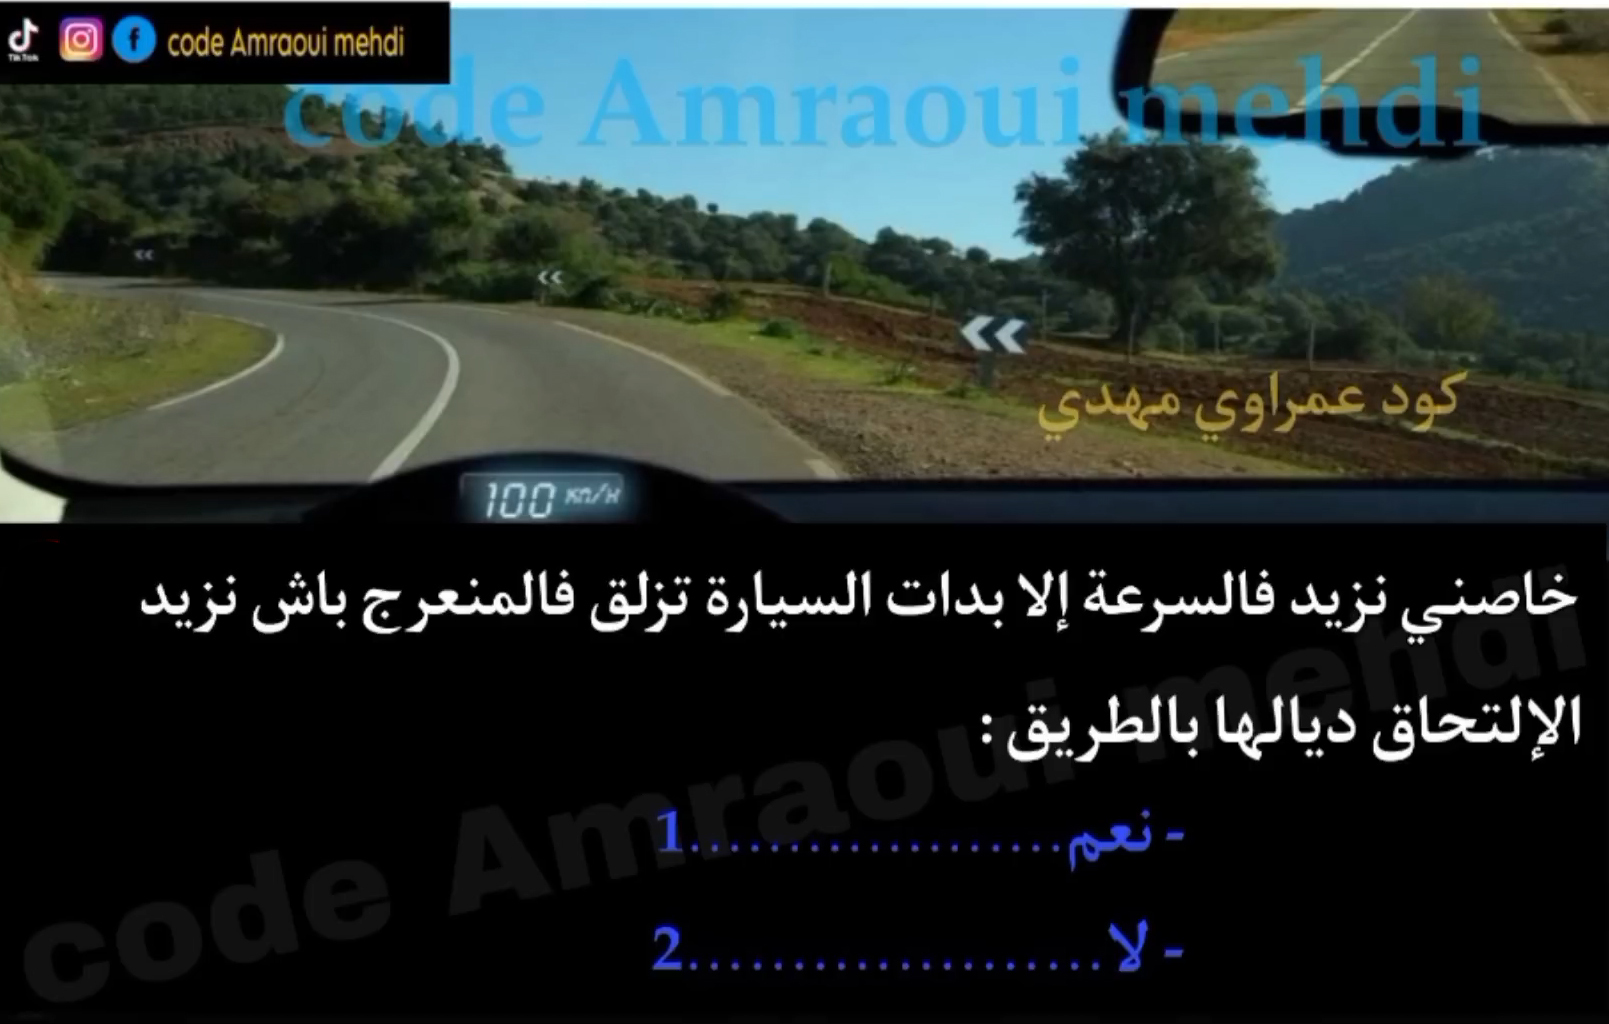 TikTok
code Amraoui mehdi
code Amraoui mehdi
كود عمراوي مهدي
100 Km/H
خاصني نزيد فالسرعة إلا بدات السيارة تزلق فالمنعرج باش نزيد
الإلتحاق ديالها بالطريق :
- نعم....................1
- لا.....................2
code Amraoui mehdi